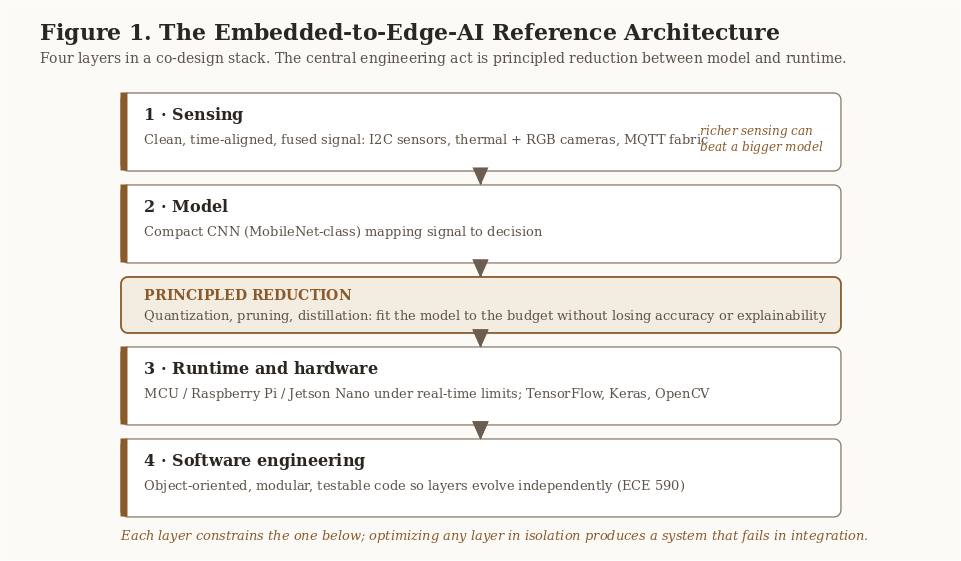 Figure 1. The Embedded-to-Edge-AI Reference Architecture
Four layers in a co-design stack. The central engineering act is principled reduction between model and runtime.
1 · Sensing
Clean, time-aligned, fused signal: I2C sensors, thermal + RGB cameras, MQTT fabric
richer sensing can
beat a bigger model
2 · Model
Compact CNN (MobileNet-class) mapping signal to decision
PRINCIPLED REDUCTION
Quantization, pruning, distillation: fit the model to the budget without losing accuracy or explainability
3 · Runtime and hardware
MCU / Raspberry Pi / Jetson Nano under real-time limits; TensorFlow, Keras, OpenCV
4 · Software engineering
Object-oriented, modular, testable code so layers evolve independently (ECE 590)
Each layer constrains the one below; optimizing any layer in isolation produces a system that fails in integration.